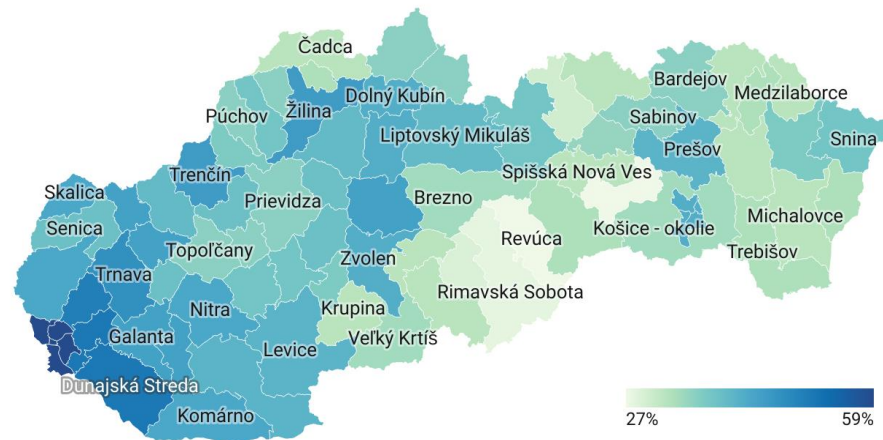 Čadca
Bardejov
Medzilaborce
Dolný Kubín
Púchov
Žilina
Sabinov
Liptovský Mikuláš
Snina
Prešov
Trenčín
Spišská Nová Ves
Skalica
Prievidza
Brezno
Michalovce
Senica
Košice - okolie
Topoľčany
Revúca
Trebišov
Zvolen
Trnava
Rimavská Sobota
Nitra
Krupina
Galanta
Veľký Krtíš
Levice
Dunajská Streda
Komárno
27%
59%